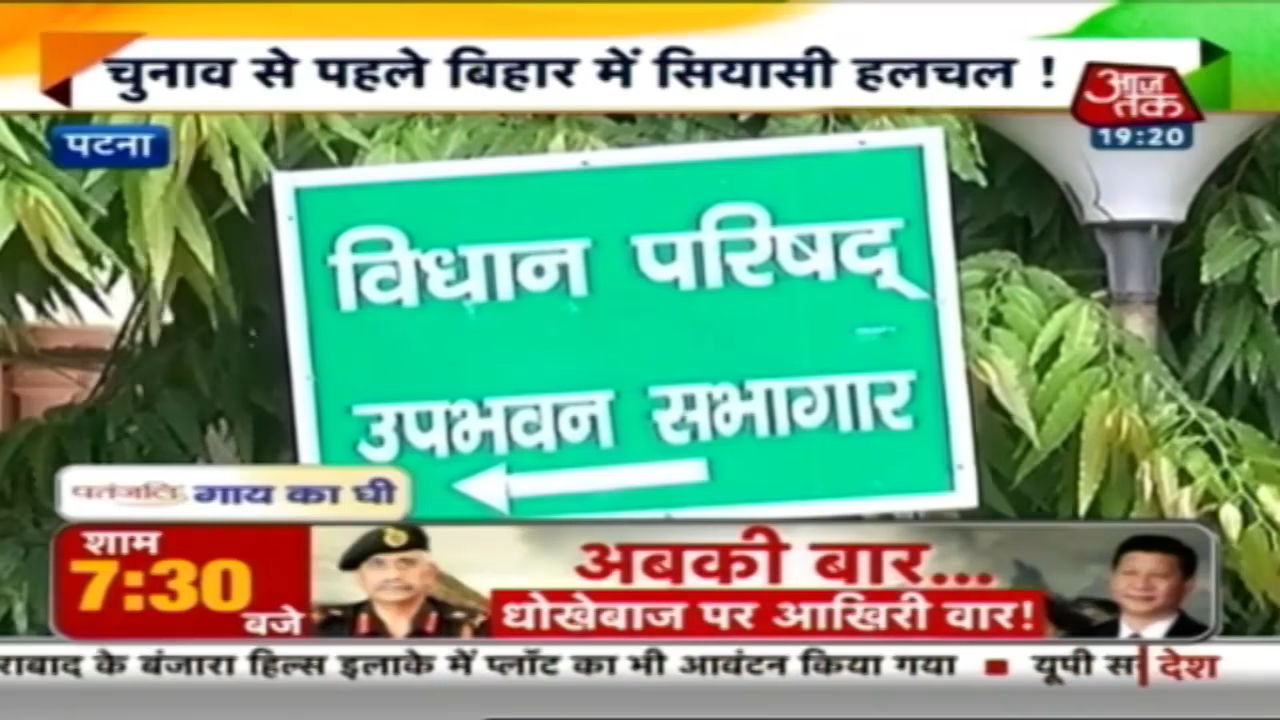 चुनाव से पहले बिहार में सियासी हलचल !
आज
तक
19:20
पटना
विधान परिषद्
उपभवन सभागार
पतंजलि गाय का घी
शाम
7:30
बजे
अबकी बार...
धोखेबाज पर आखिरी वार!
राबाद के बंजारा हिल्स इलाके में प्लॉट का भी आवंटन किया गया ■ यूपी स
देश